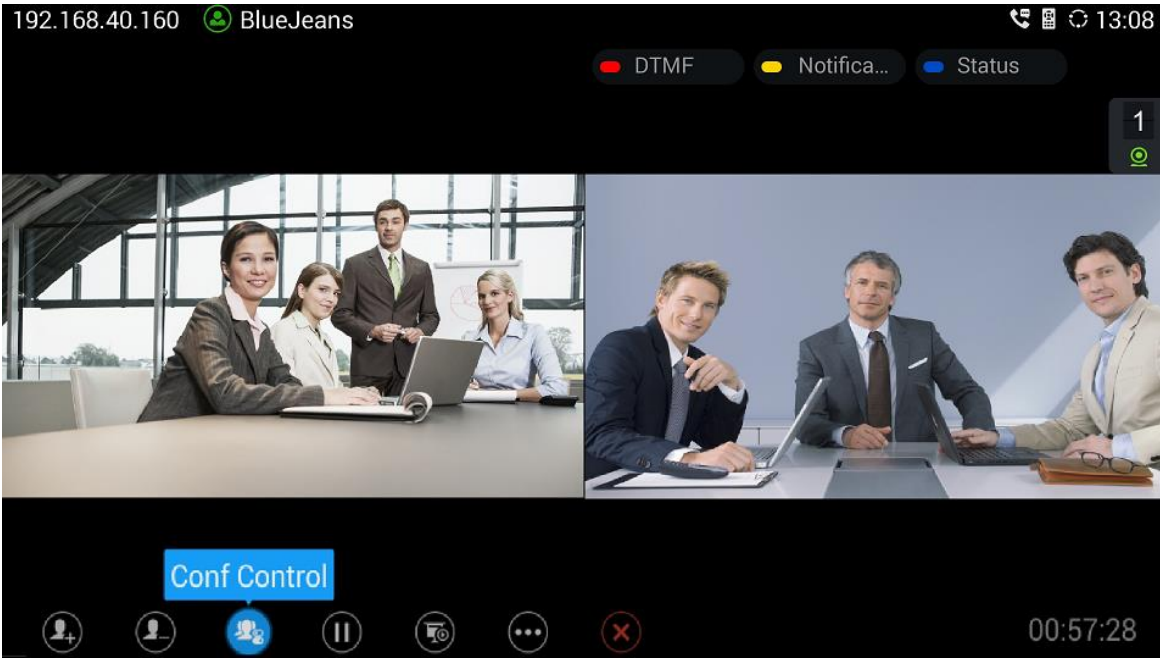 192.168.40.160 BlueJeans 13:08
DTMF Notifica... Status
1
Conf Control
00:57:28